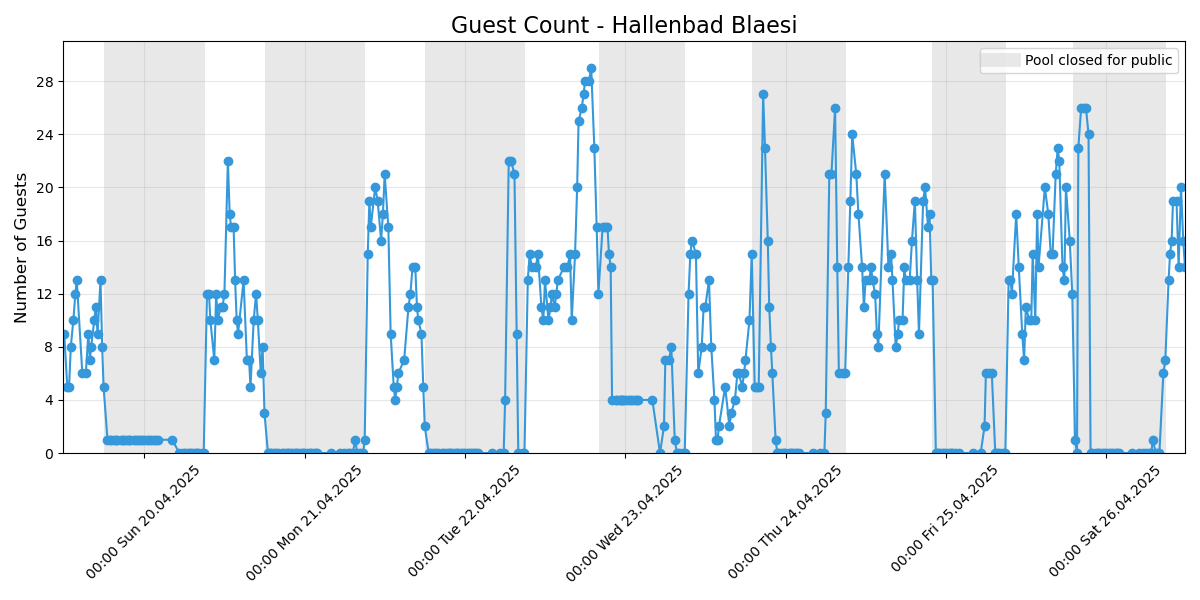 Guest Count - Hallenbad Blaesi
Pool closed for public
Number of Guests
28
24
20
16
12
8
4
0
00:00 Sun 20.04.2025
00:00 Mon 21.04.2025
00:00 Tue 22.04.2025
00:00 Wed 23.04.2025
00:00 Thu 24.04.2025
00:00 Fri 25.04.2025
00:00 Sat 26.04.2025